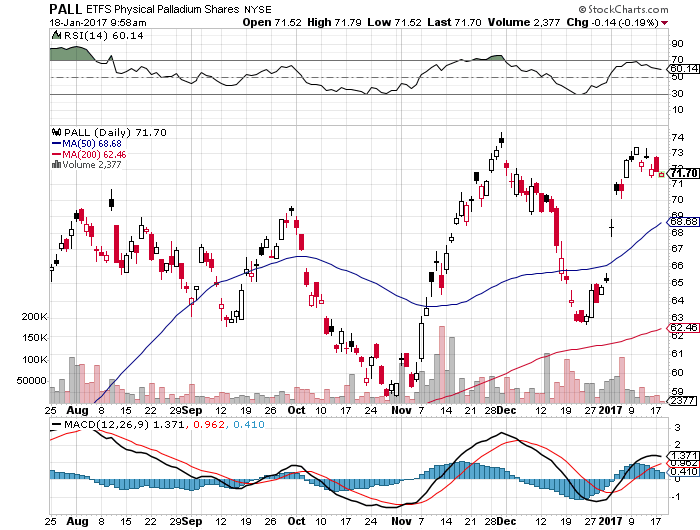 PALL ETFS Physical Palladium Shares NYSE © StockCharts.com
18-Jan-2017 9:58am Open 71.52 High 71.79 Low 71.52 Last 71.70 Volume 2,377 Chg -0.14 (-0.19%)
RSI(14) 60.14
90
70
60.14
50
30
10
PALL (Daily) 71.70
MA(50) 68.68
MA(200) 62.46
Volume 2,377
74
73
72
71.70
70
69
68.68
68
67
66
65
64
63
62.46
62
61
60
59
200K
150K
100K
50000
2377
25 Aug 8 15 22 29 Sep 12 19 26 Oct 10 17 24 Nov 7 14 21 28 Dec 12 19 27 2017 9 17
MACD(12,26,9) 1.371, 0.962, 0.410
3
2
1.371
0.962
0.410
0
-1
25 Aug 8 15 22 29 Sep 12 19 26 Oct 10 17 24 Nov 7 14 21 28 Dec 12 19 27 2017 9 17